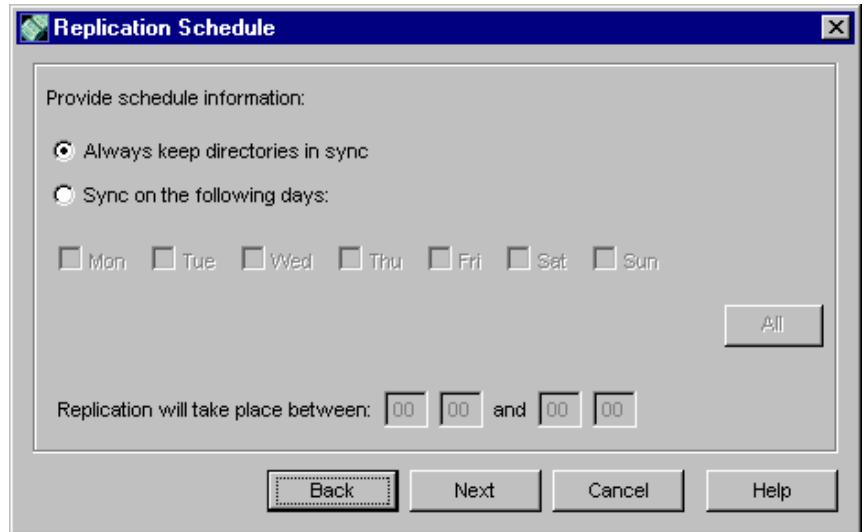 Replication Schedule
Provide schedule information:
Always keep directories in sync
Sync on the following days:
Mon Tue Wed Thu Fri Sat Sun
All
Replication will take place between: 00 00 and 00 00
Back Next Cancel Help